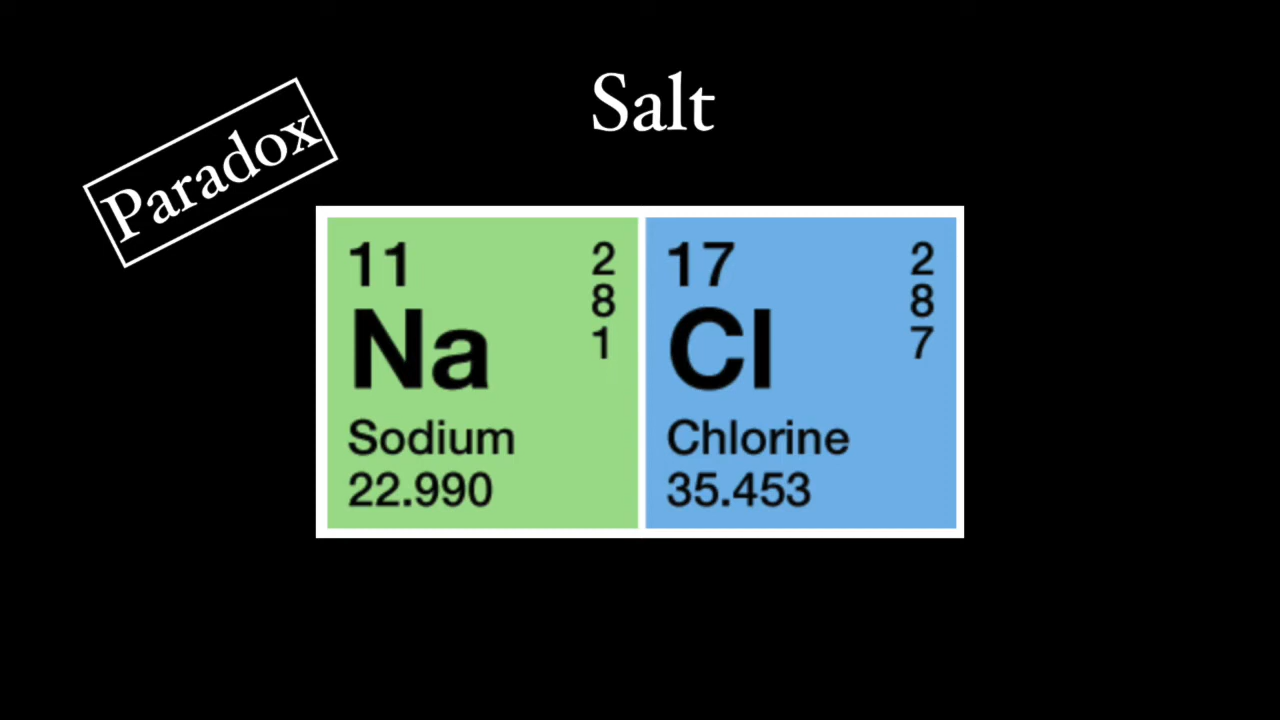 Salt
Paradox
11
2
8
1
Na
Sodium
22.990
17
2
8
7
Cl
Chlorine
35.453